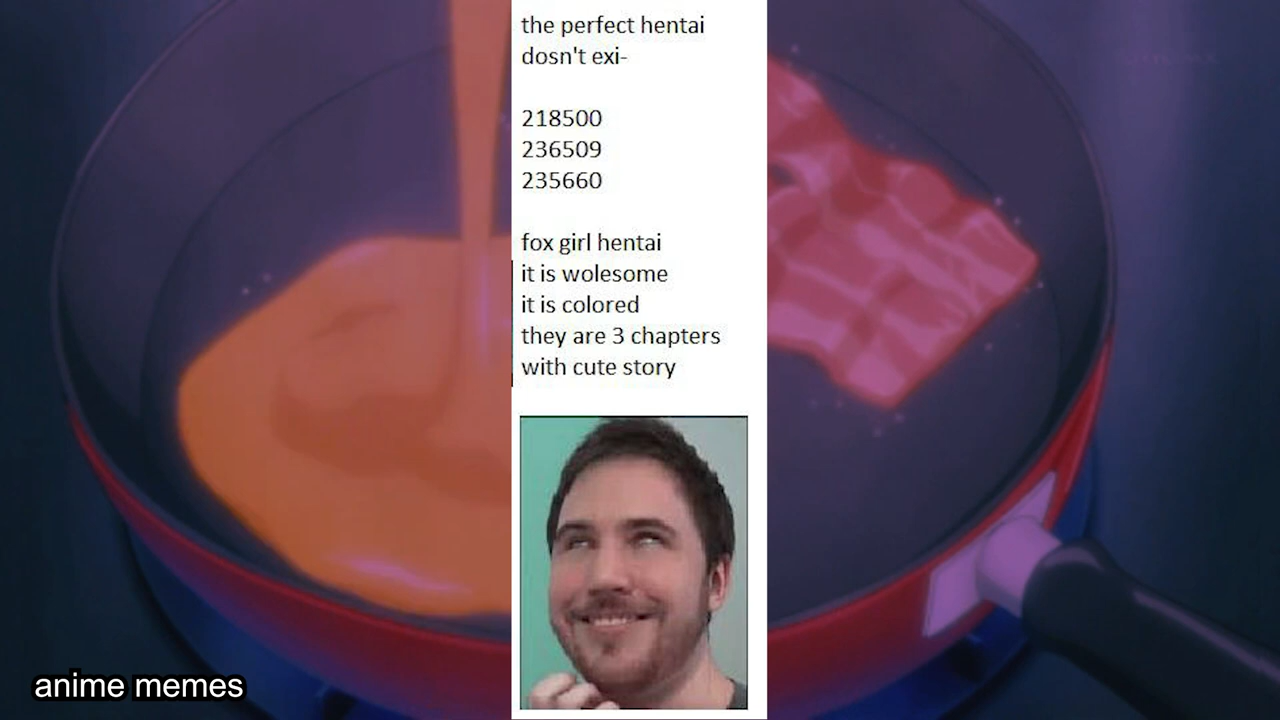 the perfect hentai
dosn't exi-
218500
236509
235660
fox girl hentai
it is wolesome
it is colored
they are 3 chapters
with cute story
anime memes